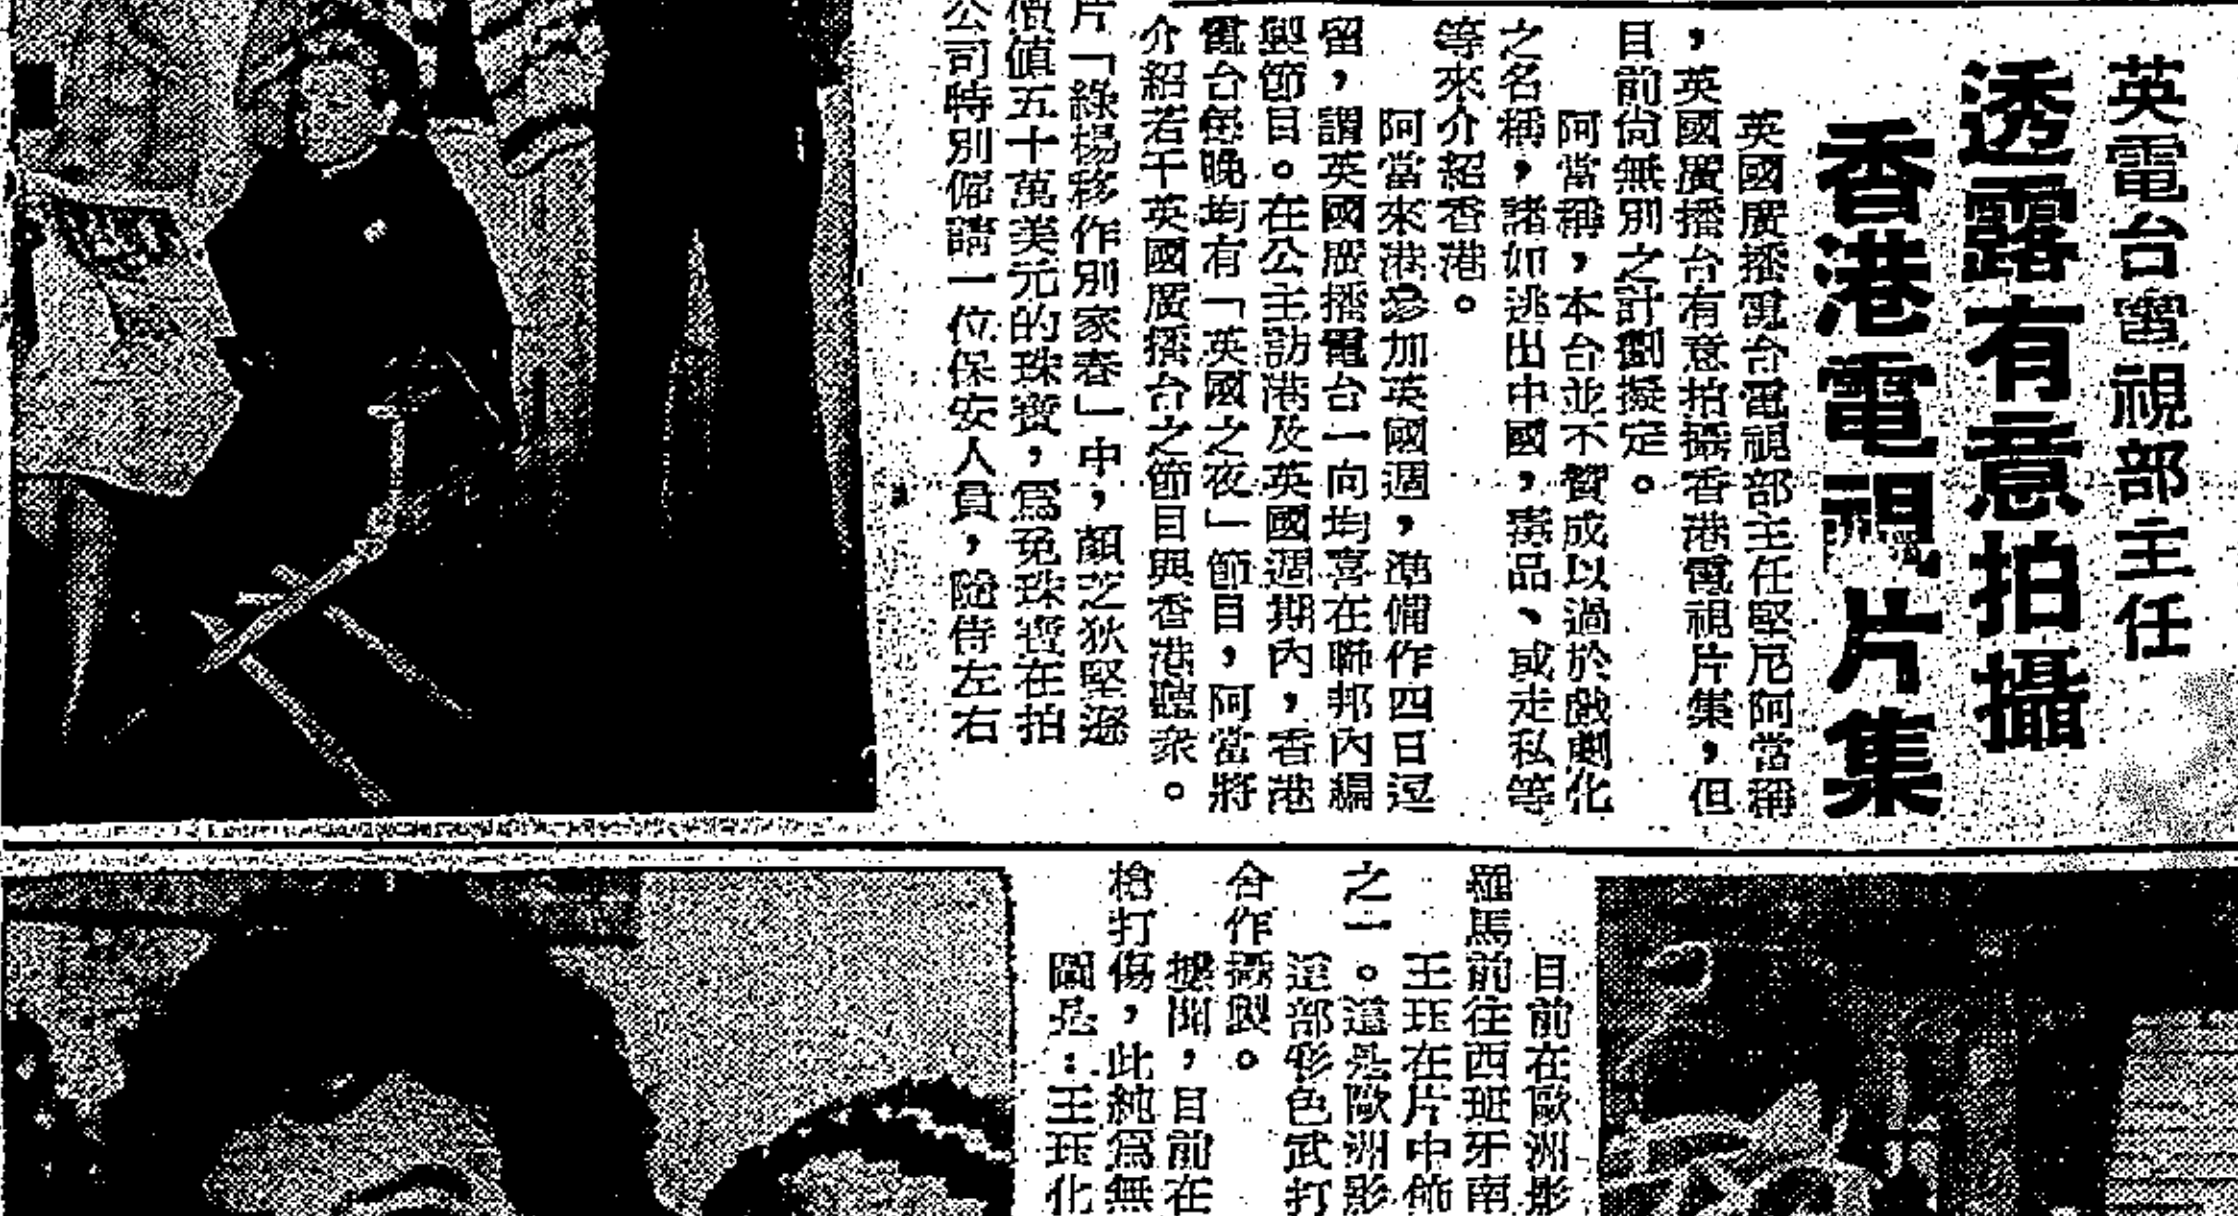 英電台電視部主任
透露有意拍攝
香港電視片集
英國廣播電台電視部主任堅尼阿當稱
，英國廣播台有意拍攝香港電視片集，但
目前尚無別之計劃擬定。
阿當稱，本台並不贊成以過於戲劇化
之名稱，諸如逃出中國，毒品、或走私等
等來介紹香港。
阿當來港參加英國週，準備作四日逗
留，謂英國廣播電台一向均喜在聯邦內編
製節目。在公主訪港及英國週期內，香港
電台每晚均有「英國之夜」節目，阿當將
介紹若干英國廣播台之節目與香港聽衆。
片「綠楊移作別家春」中，顏芝狄堅遜
價值五十萬美元的珠寶，爲免珠寶在拍
公司特別僱請一位保安人員，隨侍左右
目前在歐洲影
羅馬前往西班牙南
王珏在片中飾
之一。這是歐洲影
這部彩色武打
合作攝製。
據聞，目前在
槍打傷，此純爲無
圖是：王珏化